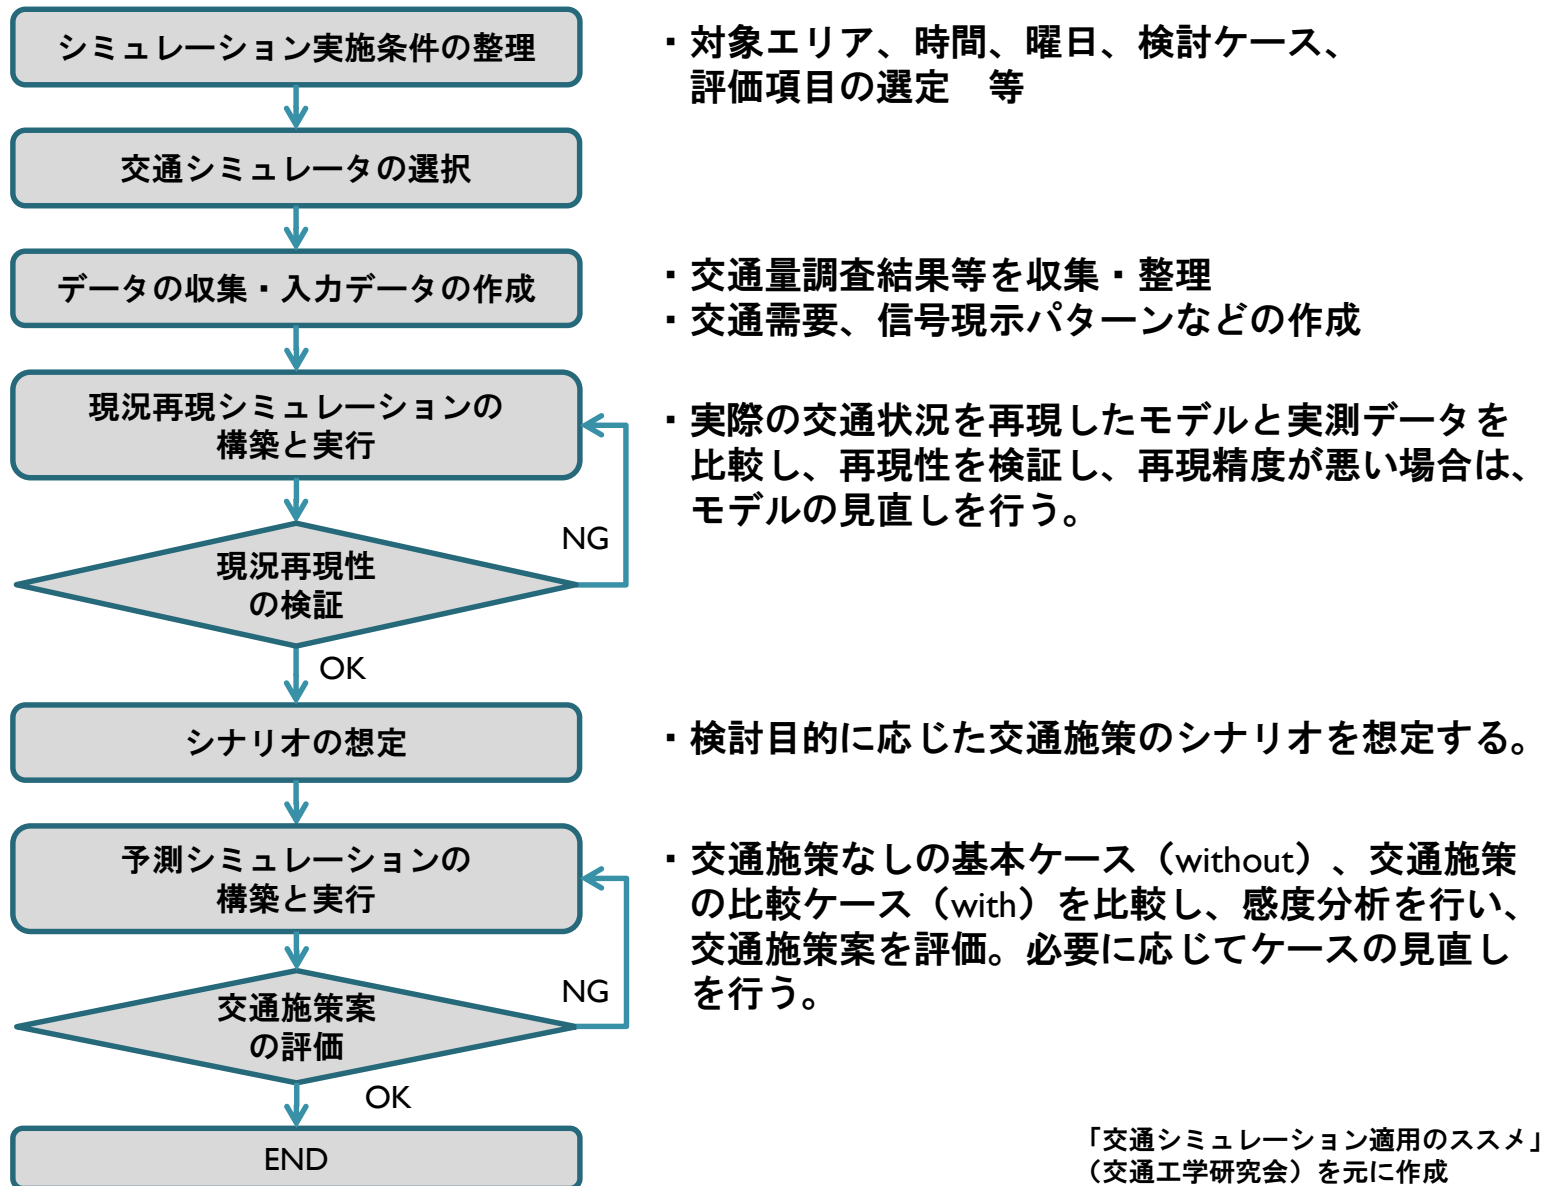 シミュレーション実施条件の整理
・対象エリア、時間、曜日、検討ケース、
評価項目の選定　等
交通シミュレータの選択
データの収集・入力データの作成
・交通量調査結果等を収集・整理
・交通需要、信号現示パターンなどの作成
現況再現シミュレーションの
構築と実行
・実際の交通状況を再現したモデルと実測データを
比較し、再現性を検証し、再現精度が悪い場合は、
モデルの見直しを行う。
NG
現況再現性
の検証
OK
シナリオの想定
・検討目的に応じた交通施策のシナリオを想定する。
予測シミュレーションの
構築と実行
・交通施策なしの基本ケース（without）、交通施策
の比較ケース（with）を比較し、感度分析を行い、
交通施策案を評価。必要に応じてケースの見直し
を行う。
NG
交通施策案
の評価
OK
END
「交通シミュレーション適用のススメ」
（交通工学研究会）を元に作成